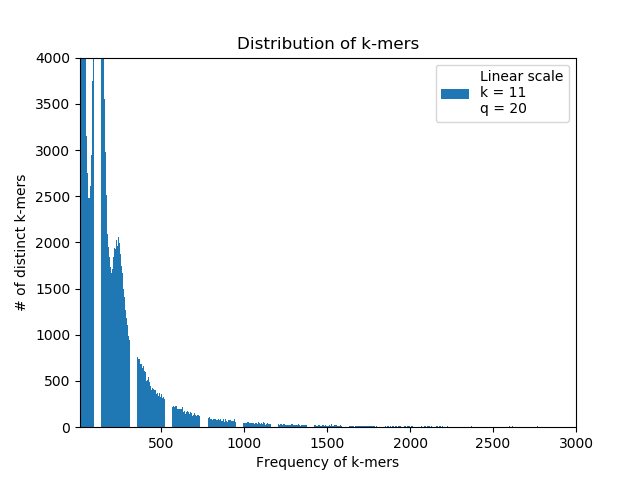 Distribution of k-mers
4000
3500
3000
2500
2000
1500
1000
500
0
# of distinct k-mers
Linear scale
k = 11
q = 20
500
1000
1500
2000
2500
3000
Frequency of k-mers